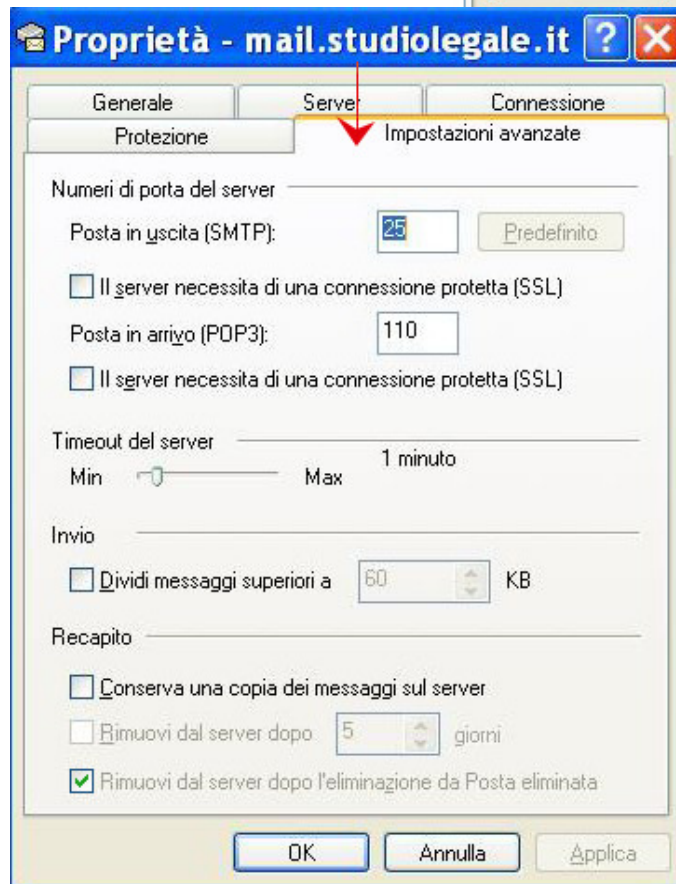 Proprietà - mail.studiolegale.it
Generale Server Connessione
Protezione Impostazioni avanzate
Numeri di porta del server
Posta in uscita (SMTP): 25 Predefinito
Il server necessita di una connessione protetta (SSL)
Posta in arrivo (POP3): 110
Il server necessita di una connessione protetta (SSL)
Timeout del server
Min Max 1 minuto
Invio
Dividi messaggi superiori a 60 KB
Recapito
Conserva una copia dei messaggi sul server
Rimuovi dal server dopo 5 giorni
Rimuovi dal server dopo l'eliminazione da Posta eliminata
OK Annulla Applica